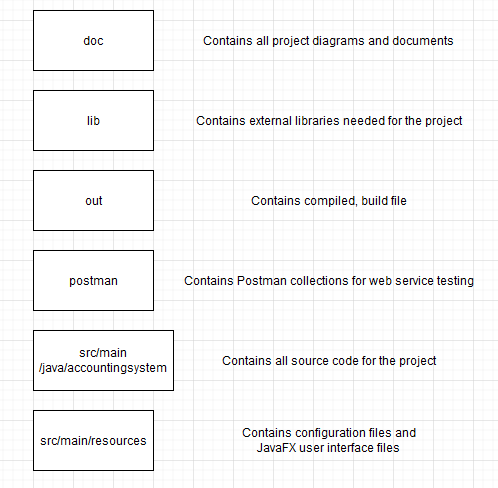 doc
Contains all project diagrams and documents
lib
Contains external libraries needed for the project
out
Contains compiled, build file
postman
Contains Postman collections for web service testing
src/main
/java/accountingsystem
Contains all source code for the project
src/main/resources
Contains configuration files and
JavaFX user interface files